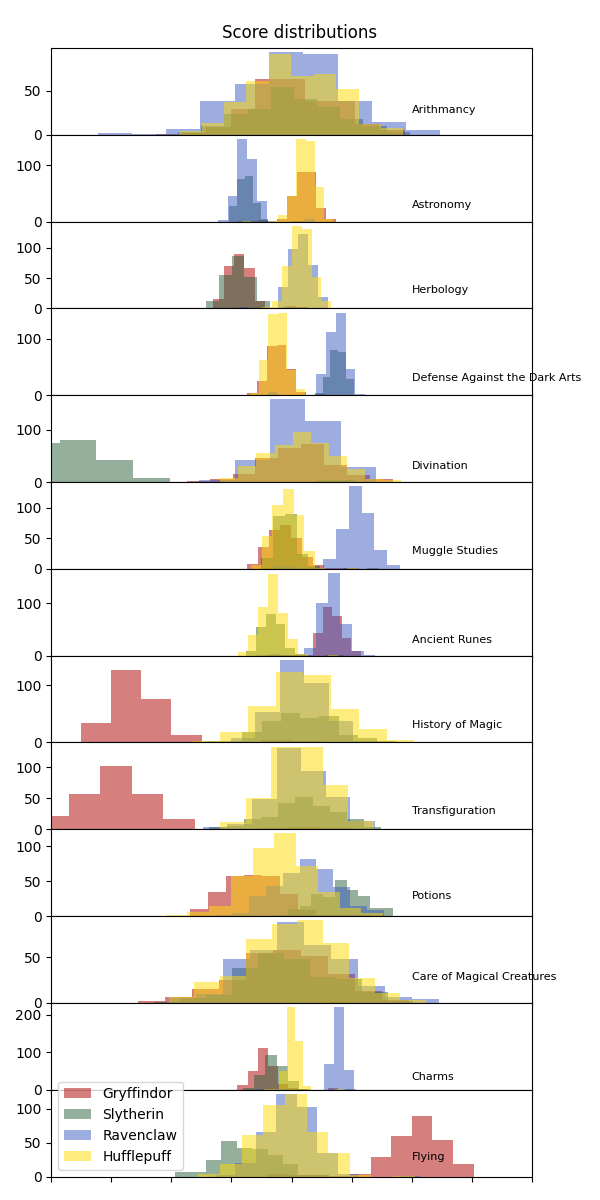 Score distributions
50
0
Arithmancy
100
0
Astronomy
100
50
0
Herbology
100
0
Defense Against the Dark Arts
100
0
Divination
100
50
0
Muggle Studies
100
0
Ancient Runes
100
0
History of Magic
100
50
0
Transfiguration
100
50
0
Potions
50
0
Care of Magical Creatures
200
100
0
Charms
100
50
0
Flying
Gryffindor
Slytherin
Ravenclaw
Hufflepuff